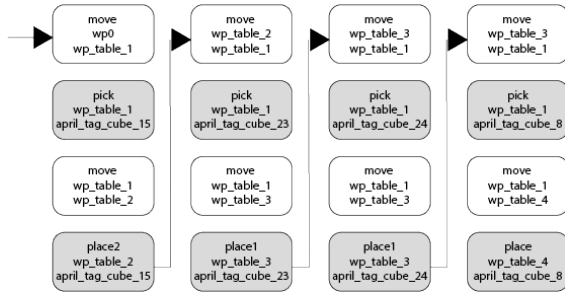 move
wp0
wp_table_1
pick
wp_table_1
april_tag_cube_15
move
wp_table_1
wp_table_2
place2
wp_table_2
april_tag_cube_15
move
wp_table_2
wp_table_1
pick
wp_table_1
april_tag_cube_23
move
wp_table_1
wp_table_3
place1
wp_table_3
april_tag_cube_23
move
wp_table_3
wp_table_1
pick
wp_table_1
april_tag_cube_24
move
wp_table_1
wp_table_3
place1
wp_table_3
april_tag_cube_24
move
wp_table_3
wp_table_1
pick
wp_table_1
april_tag_cube_8
move
wp_table_1
wp_table_4
place
wp_table_4
april_tag_cube_8